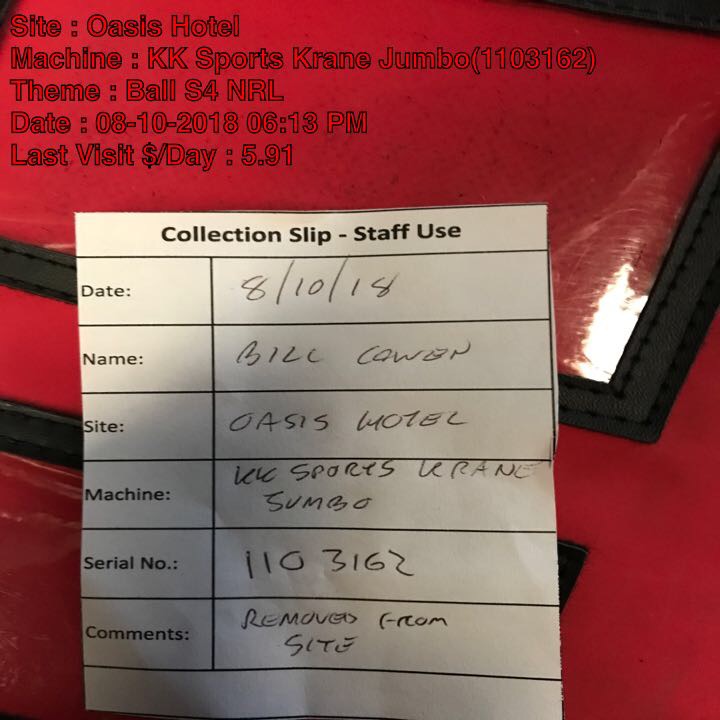 Site : Oasis Hotel
Machine : KK Sports Krane Jumbo(1103162)
Theme : Ball S4 NRL
Date : 08-10-2018 06:13 PM
Last Visit $/Day : 5.91
Collection Slip - Staff Use
Date: 8/10/18
Name: BILL COWEN
Site: OASIS HOTEL
Machine: KK SPORTS KRANE
JUMBO
Serial No.: 1103162
Comments: REMOVED FROM
SITE